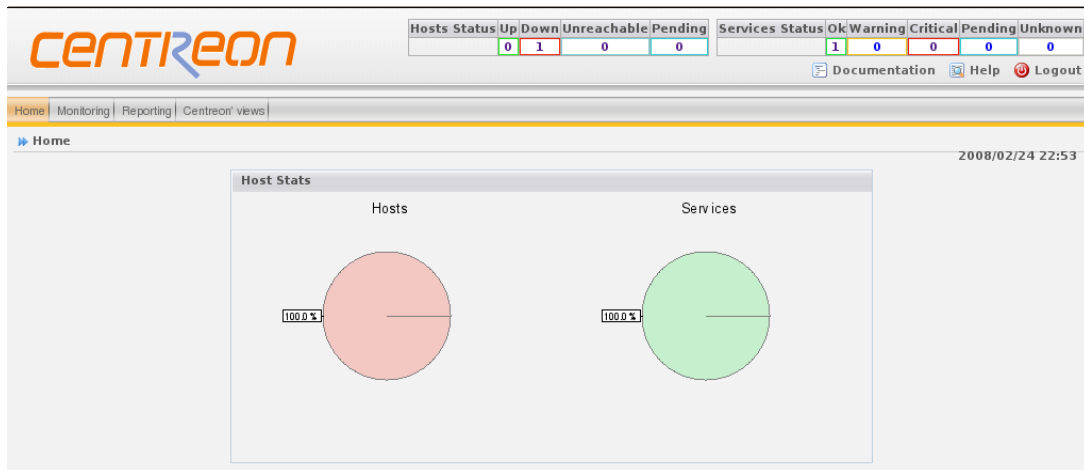 centreon
Hosts Status Up Down Unreachable Pending
0 1 0 0
Services Status Ok Warning Critical Pending Unknown
1 0 0 0 0
Documentation Help Logout
Home Monitoring Reporting Centreon' views
Home
2008/02/24 22:53
Host Stats
Hosts
Services
100.0 %
100.0 %